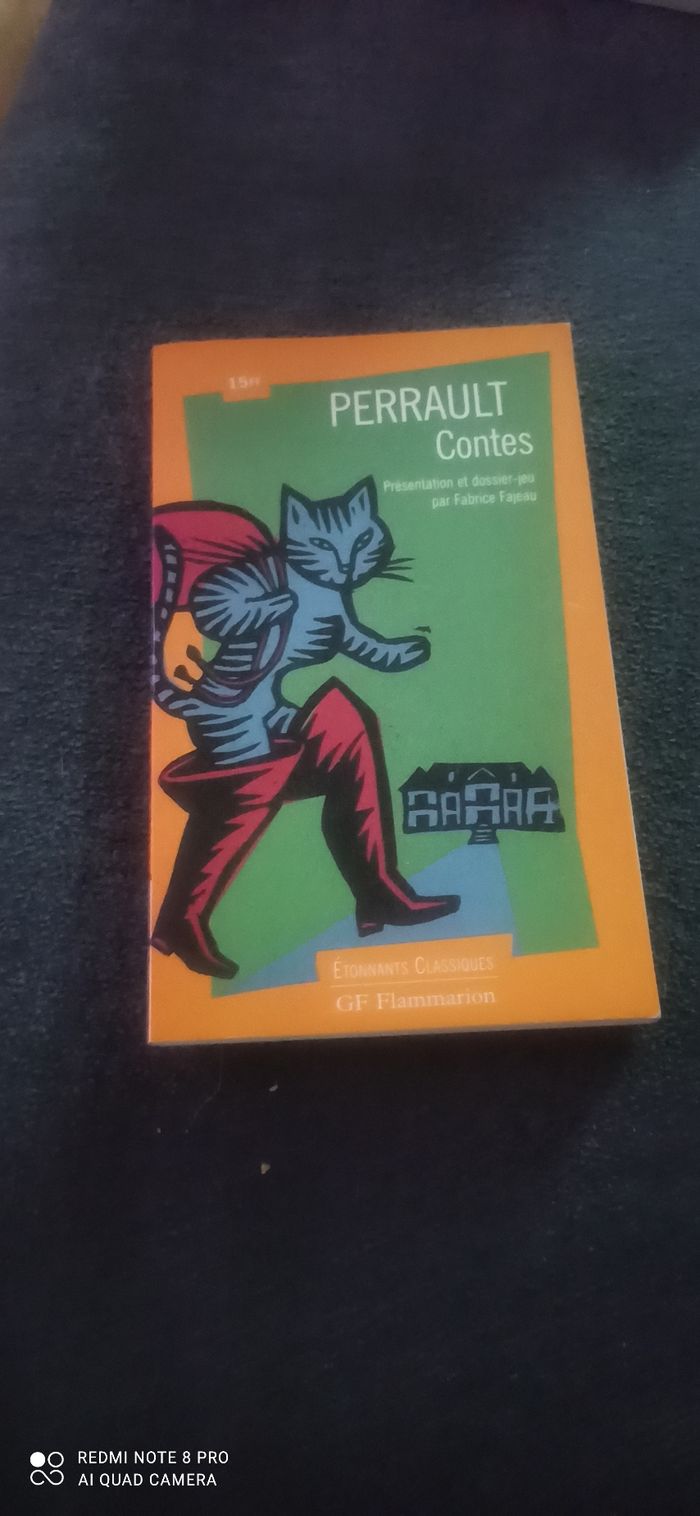 15FF
PERRAULT
Contes
Présentation et dossier-jeu
par Fabrice Fajeau
ÉTONNANTS CLASSIQUES
GF Flammarion
REDMI NOTE 8 PRO
AI QUAD CAMERA